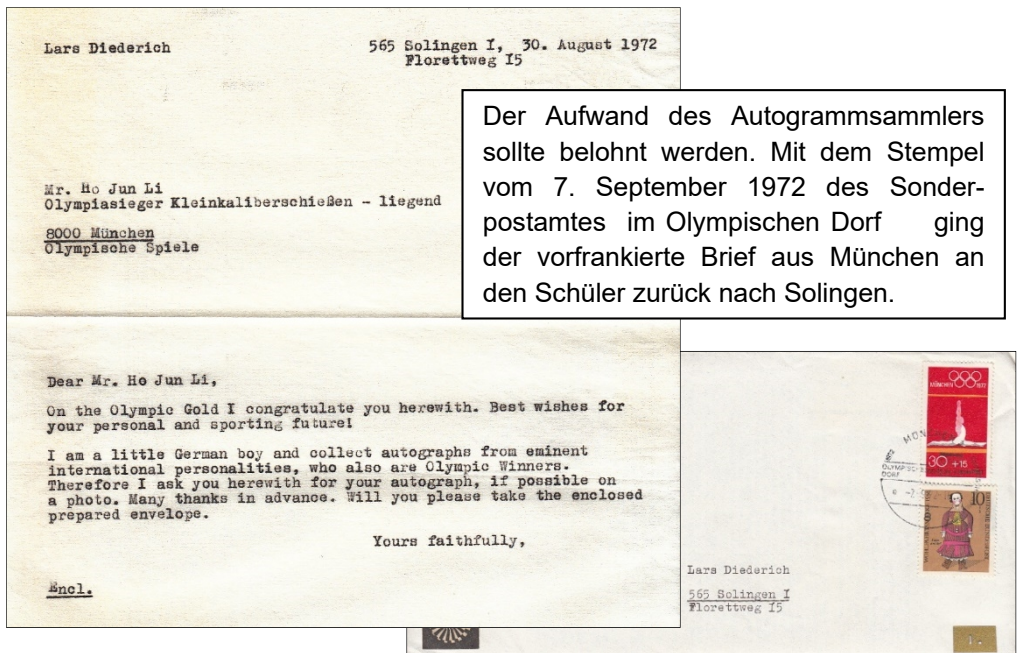 Lars Diederich
565 Solingen I, 30. August 1972
Florettweg I5
Mr. Ho Jun Li
Olympiasieger Kleinkaliberschießen - liegend
8000 München
Olympische Spiele
Dear Mr. Ho Jun Li,
On the Olympic Gold I congratulate you herewith. Best wishes for
your personal and sporting future!
I am a little German boy and collect autographs from eminent
international personalities, who also are Olympic Winners.
Therefore I ask you herewith for your autograph, if possible on
a photo. Many thanks in advance. Will you please take the enclosed
prepared envelope.
Yours faithfully,
Encl.
Der Aufwand des Autogrammsammlers
sollte belohnt werden. Mit dem Stempel
vom 7. September 1972 des Sonder-
postamtes im Olympischen Dorf ging
der vorfrankierte Brief aus München an
den Schüler zurück nach Solingen.
MÜNCHEN 1972
30 +15
10
DORF
Lars Diederich
565 Solingen I
Florettweg I5